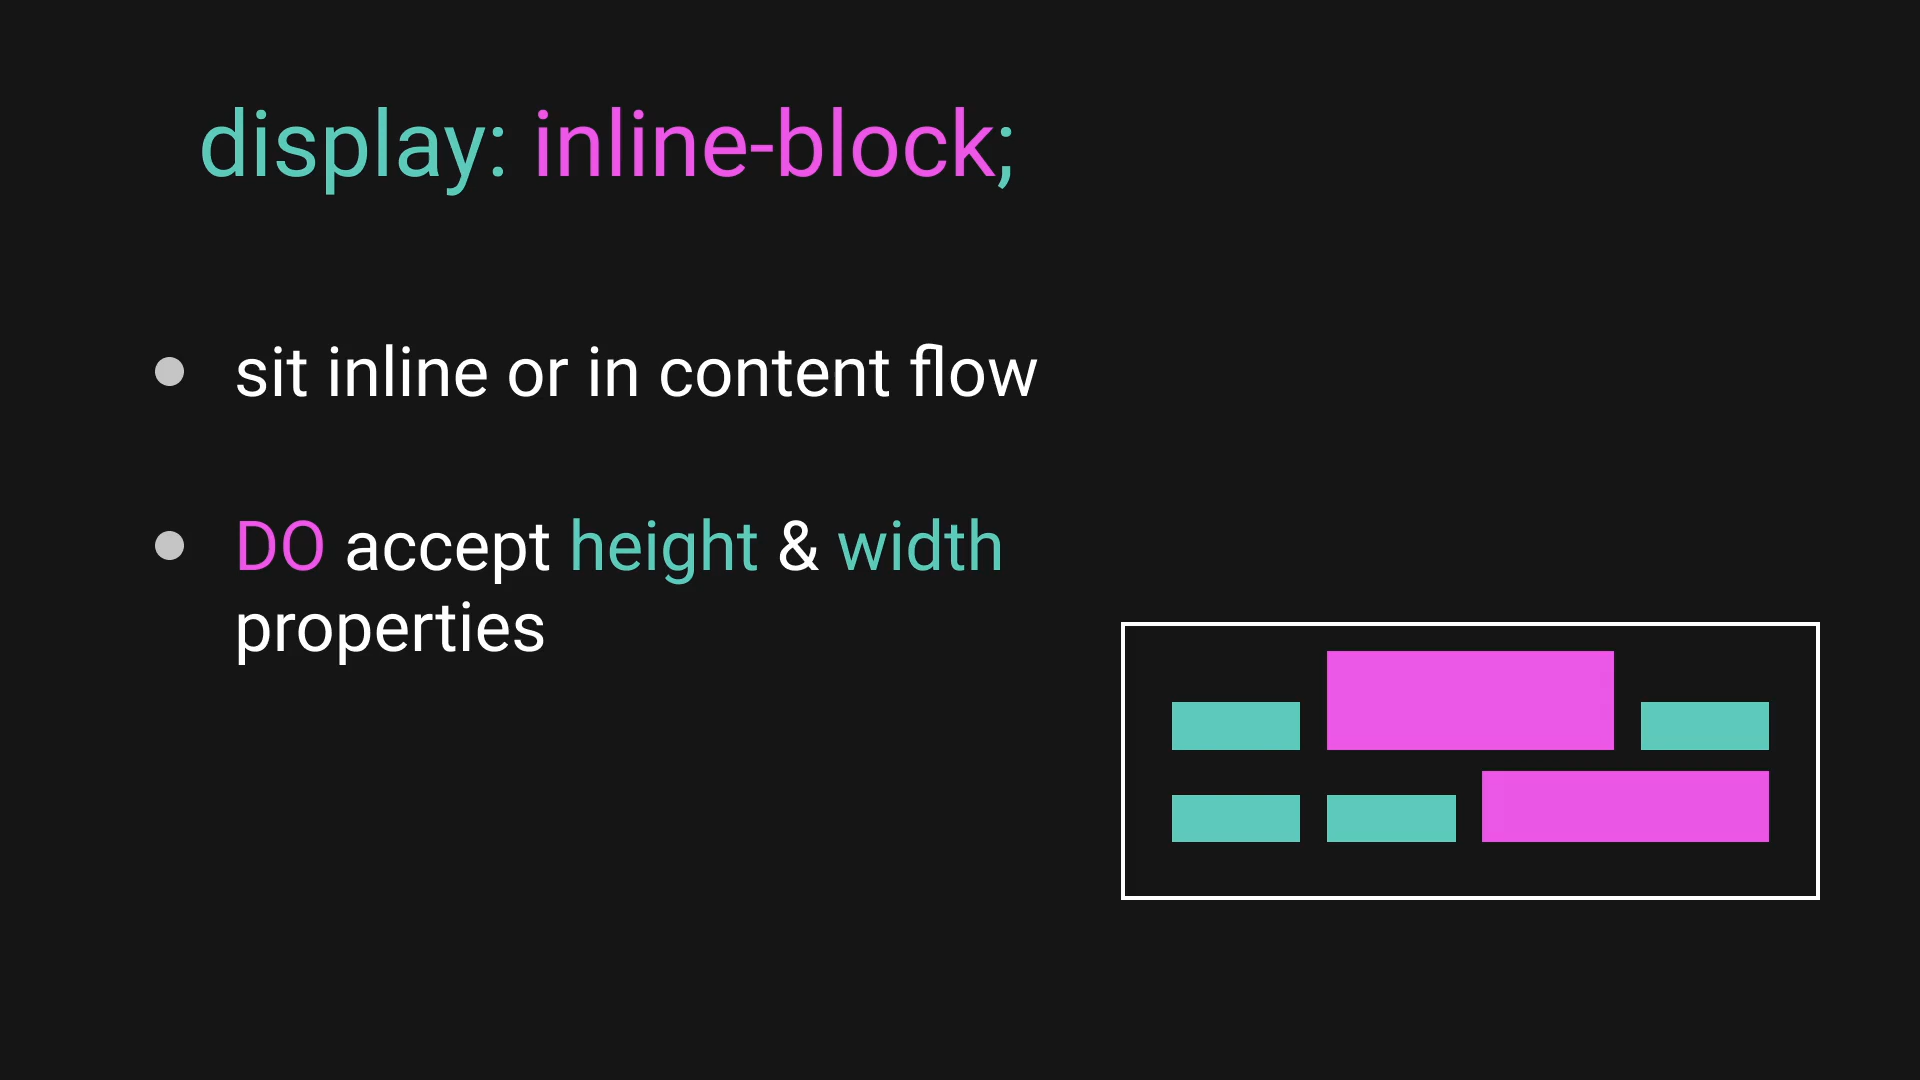 display: inline-block;
sit inline or in content flow
DO accept height & width
properties